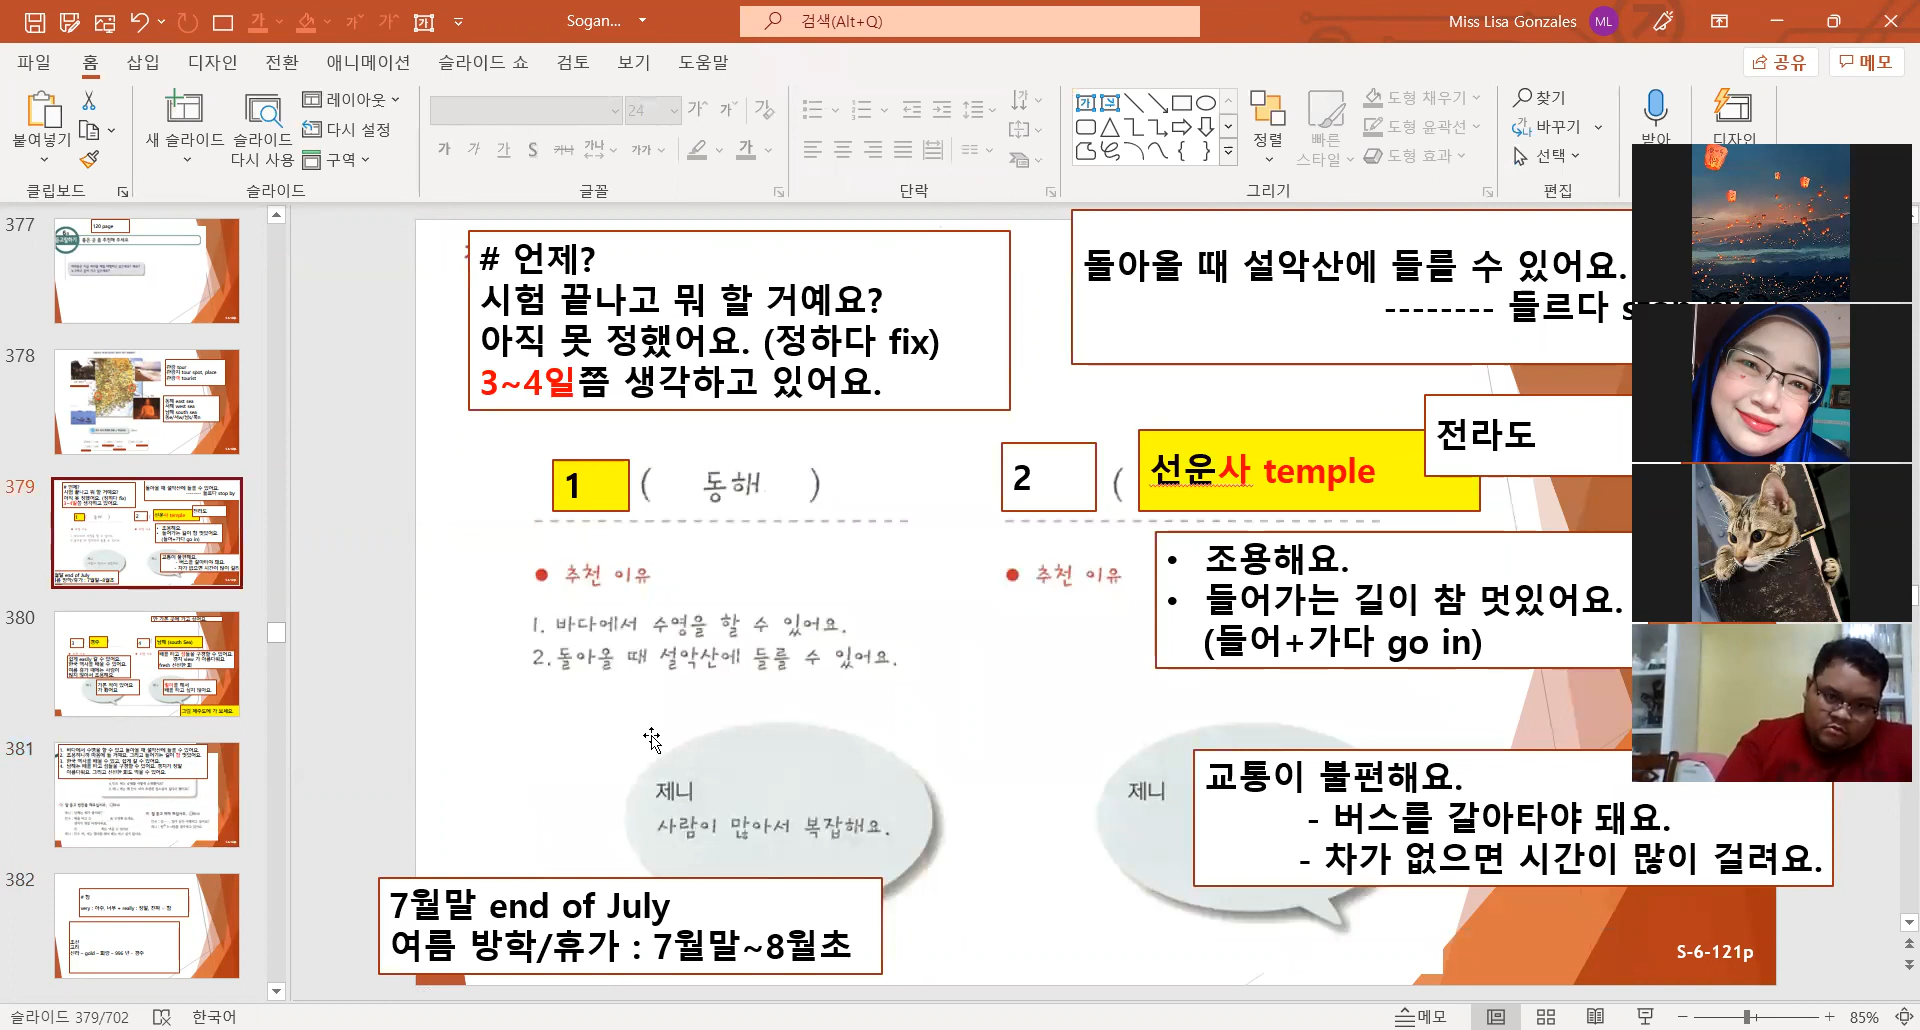 Sogan...
검색(Alt+Q)
Miss Lisa Gonzales
ML
파일 홈 삽입 디자인 전환 애니메이션 슬라이드 쇼 검토 보기 도움말
공유
메모
붙여넣기
클립보드
새 슬라이드
슬라이드 다시 사용
레이아웃
다시 설정
구역
슬라이드
24
글꼴
단락
정렬
빠른 스타일
도형 채우기
도형 윤곽선
도형 효과
그리기
찾기
바꾸기
선택
편집
받아
디자인
377
120 page
378
379
380
381
382
# 언제?
시험 끝나고 뭐 할 거예요?
아직 못 정했어요. (정하다 fix)
3~4일쯤 생각하고 있어요.
돌아올 때 설악산에 들를 수 있어요.
-------- 들르다
전라도
1 ( 동해 )
2 (
선운사 temple
추천 이유
1. 바다에서 수영을 할 수 있어요.
2. 돌아올 때 설악산에 들를 수 있어요.
추천 이유
• 조용해요.
• 들어가는 길이 참 멋있어요.
(들어+가다 go in)
제니
사람이 많아서 복잡해요.
제니
교통이 불편해요.
- 버스를 갈아타야 돼요.
- 차가 없으면 시간이 많이 걸려요.
7월말 end of July
여름 방학/휴가 : 7월말~8월초
S-6-121p
슬라이드 379/702
한국어
메모
85%